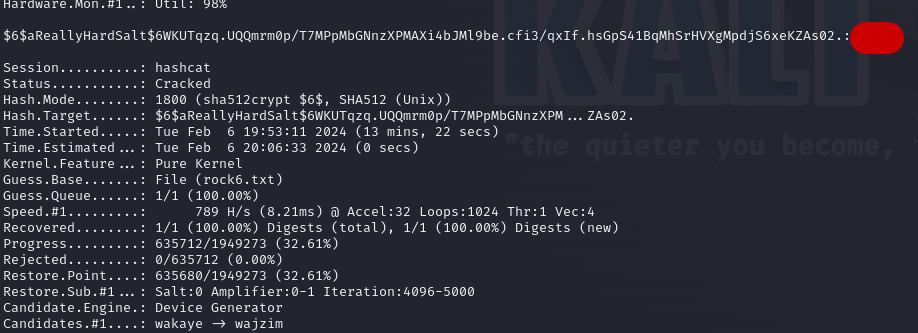 Hardware.Mon.#1..: Util: 98%
$6$aReallyHardSalt$6WKUTqzq.UQQmrm0p/T7MPpMbGNnzXPMAXi4bJMl9be.cfi3/qxIf.hsGpS41BqMhSrHVXgMpdjS6xeKZAs02.:
Session..........: hashcat
Status...........: Cracked
Hash.Mode........: 1800 (sha512crypt $6$, SHA512 (Unix))
Hash.Target......: $6$aReallyHardSalt$6WKUTqzq.UQQmrm0p/T7MPpMbGNnzXPM...ZAs02.
Time.Started.....: Tue Feb  6 19:53:11 2024 (13 mins, 22 secs)
Time.Estimated...: Tue Feb  6 20:06:33 2024 (0 secs)
Kernel.Feature...: Pure Kernel
Guess.Base.......: File (rock6.txt)
Guess.Queue......: 1/1 (100.00%)
Speed.#1.........:      789 H/s (8.21ms) @ Accel:32 Loops:1024 Thr:1 Vec:4
Recovered........: 1/1 (100.00%) Digests (total), 1/1 (100.00%) Digests (new)
Progress.........: 635712/1949273 (32.61%)
Rejected.........: 0/635712 (0.00%)
Restore.Point....: 635680/1949273 (32.61%)
Restore.Sub.#1...: Salt:0 Amplifier:0-1 Iteration:4096-5000
Candidate.Engine.: Device Generator
Candidates.#1....: wakaye -> wajzim
KALI
"the quieter you become,